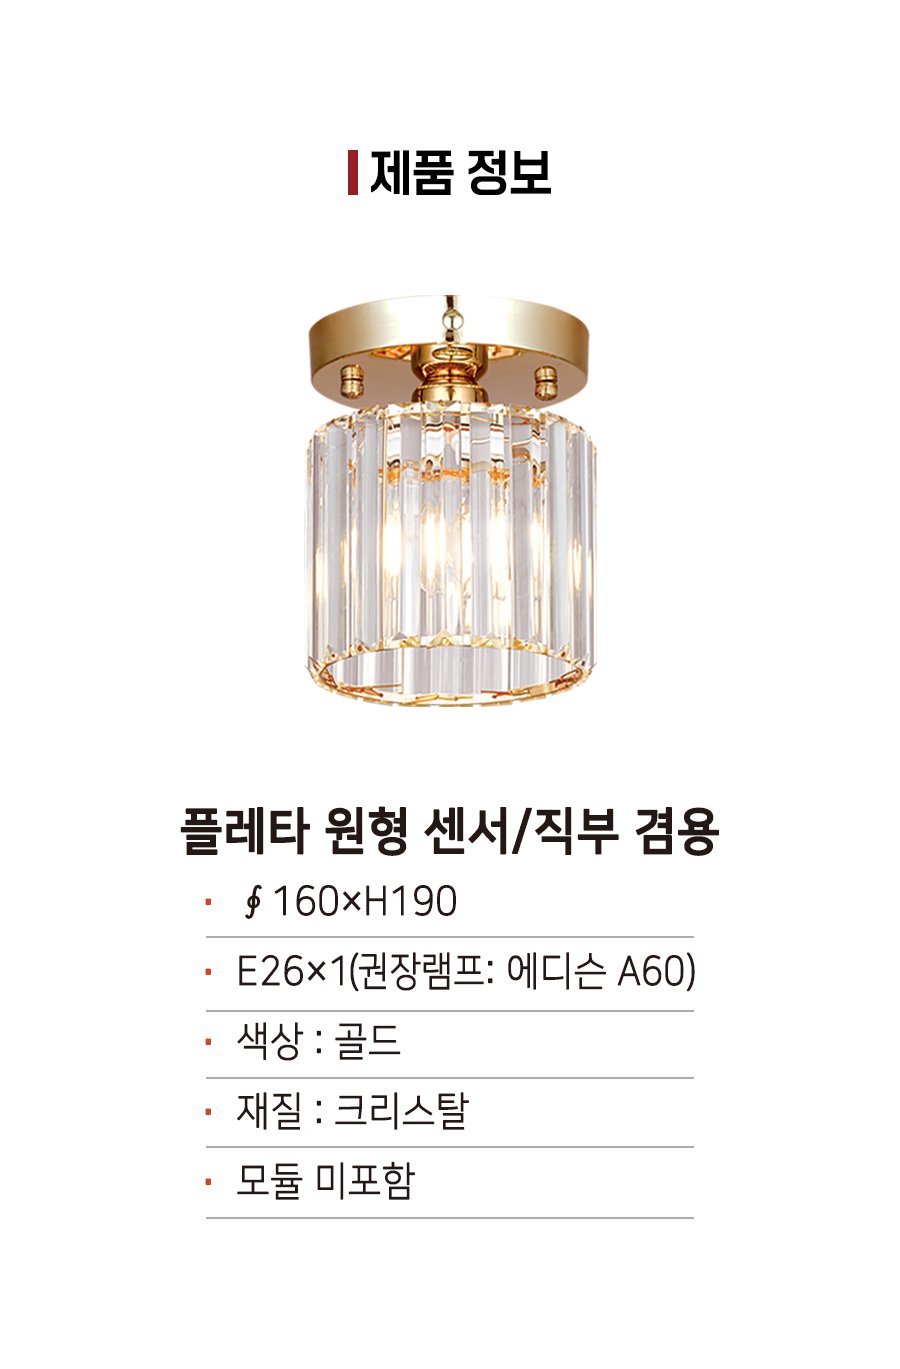 제품 정보
플레타 원형 센서/직부 겸용
· ∮ 160×H190
· E26×1(권장램프: 에디슨 A60)
· 색상 : 골드
· 재질 : 크리스탈
· 모듈 미포함